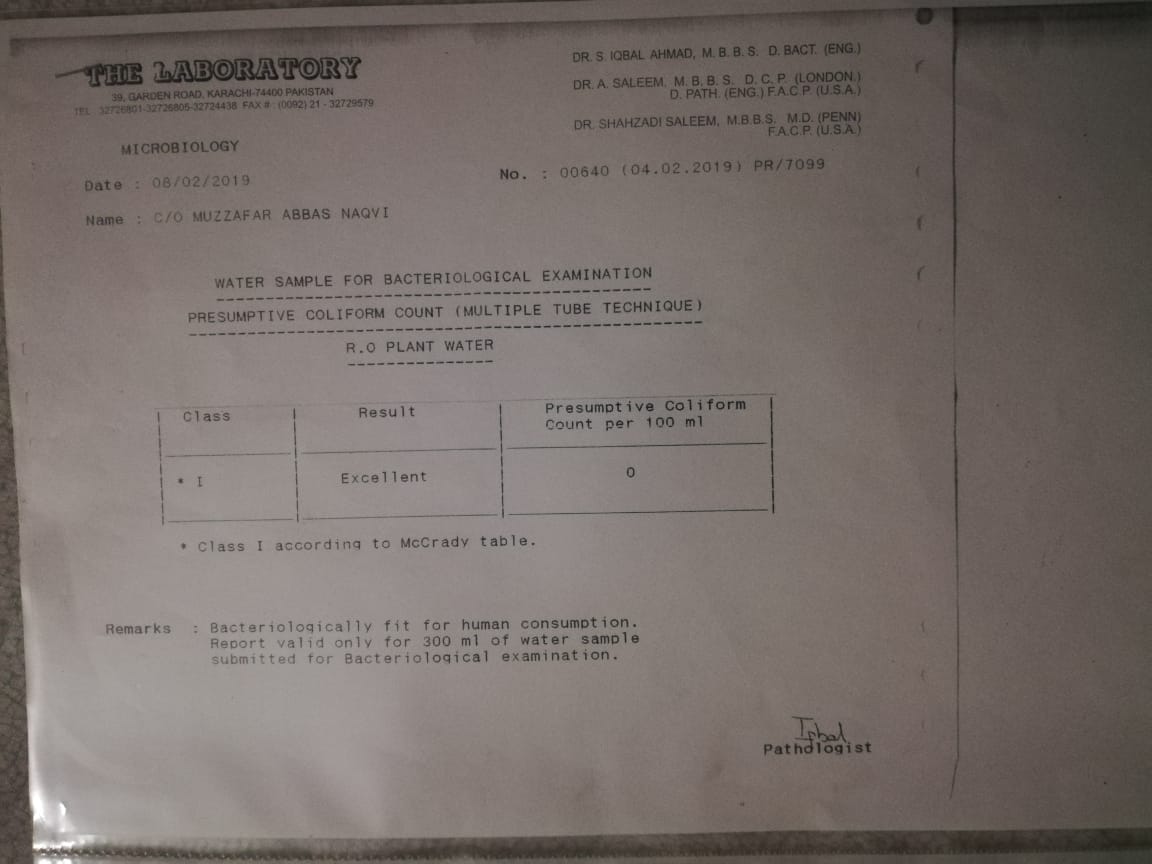 THE LABORATORY
39, GARDEN ROAD, KARACHI-74400 PAKISTAN
TEL 32726801-32726805-32724438 FAX # : (0092) 21 - 32729579
DR. S. IQBAL AHMAD, M. B. B. S. D. BACT. (ENG.)
DR. A. SALEEM, M. B. B. S. D. C. P. (LONDON.)
D. PATH. (ENG.) F.A.C.P. (U.S.A.)
DR. SHAHZADI SALEEM, M.B.B.S. M.D. (PENN)
F.A.C.P. (U.S.A.)
MICROBIOLOGY
Date : 08/02/2019
No. : 00640 (04.02.2019) PR/7099
Name : C/O MUZZAFAR ABBAS NAQVI
WATER SAMPLE FOR BACTERIOLOGICAL EXAMINATION
PRESUMPTIVE COLIFORM COUNT (MULTIPLE TUBE TECHNIQUE)
R.O PLANT WATER
Class Result Presumptive Coliform
Count per 100 ml
* I Excellent 0
* Class I according to McCrady table.
Remarks : Bacteriologically fit for human consumption.
Report valid only for 300 ml of water sample
submitted for Bacteriological examination.
Iqbal
Pathologist